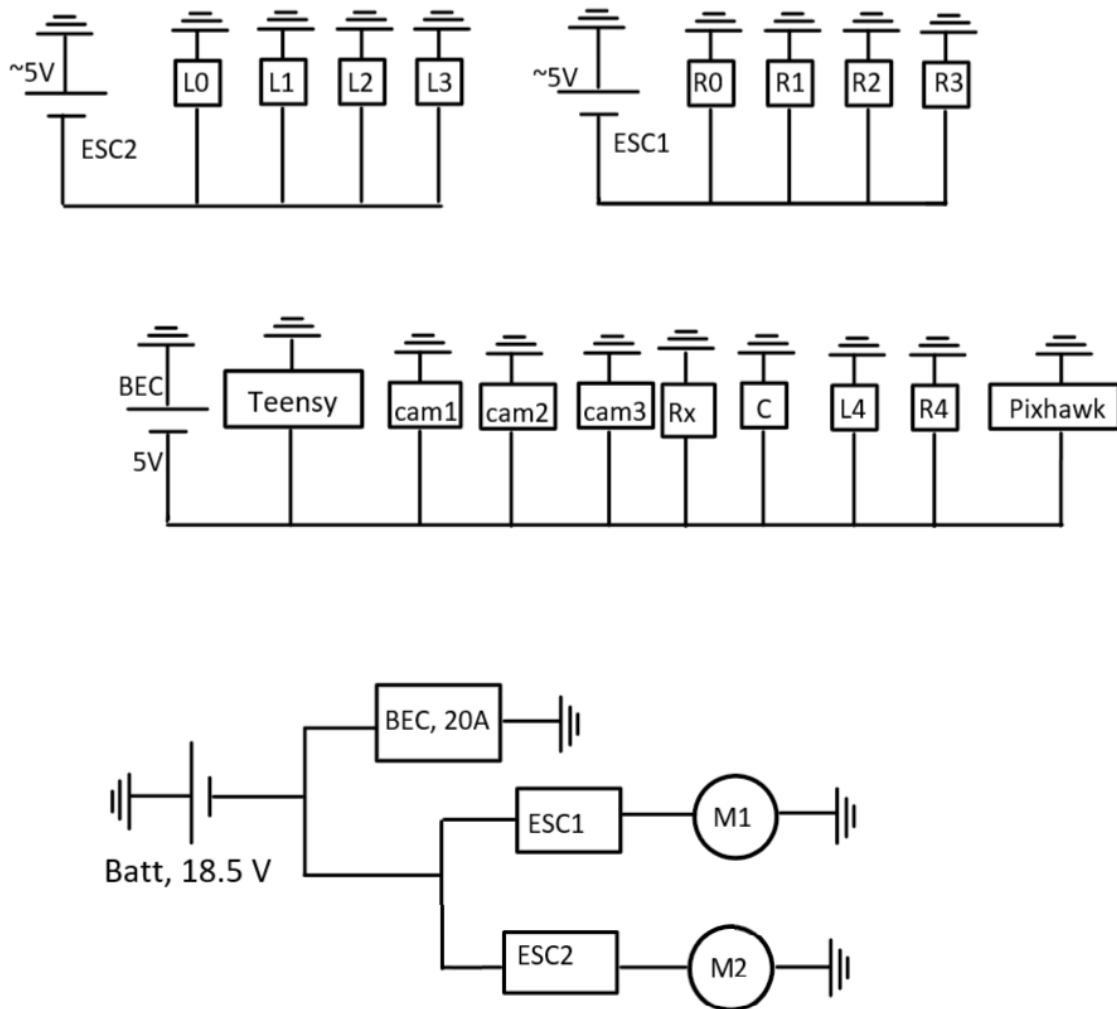 ~5V
L0
L1
L2
L3
ESC2
~5V
R0
R1
R2
R3
ESC1
BEC
5V
Teensy
cam1
cam2
cam3
Rx
C
L4
R4
Pixhawk
BEC, 20A
Batt, 18.5 V
ESC1
M1
ESC2
M2